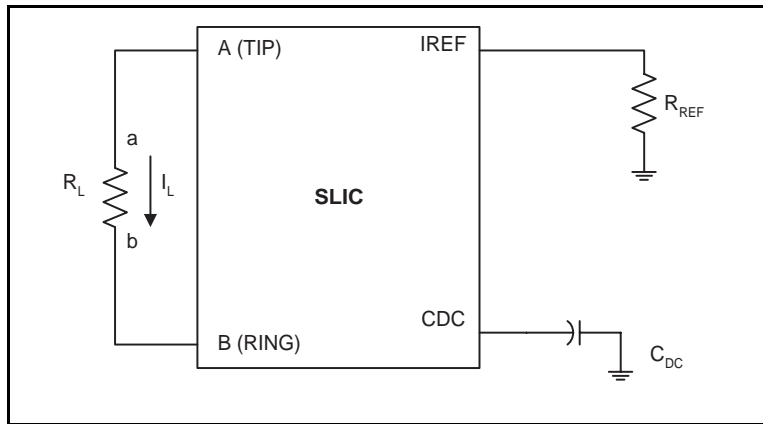 A (TIP)
IREF
R_REF
a
R_L
I_L
SLIC
b
CDC
B (RING)
C_DC